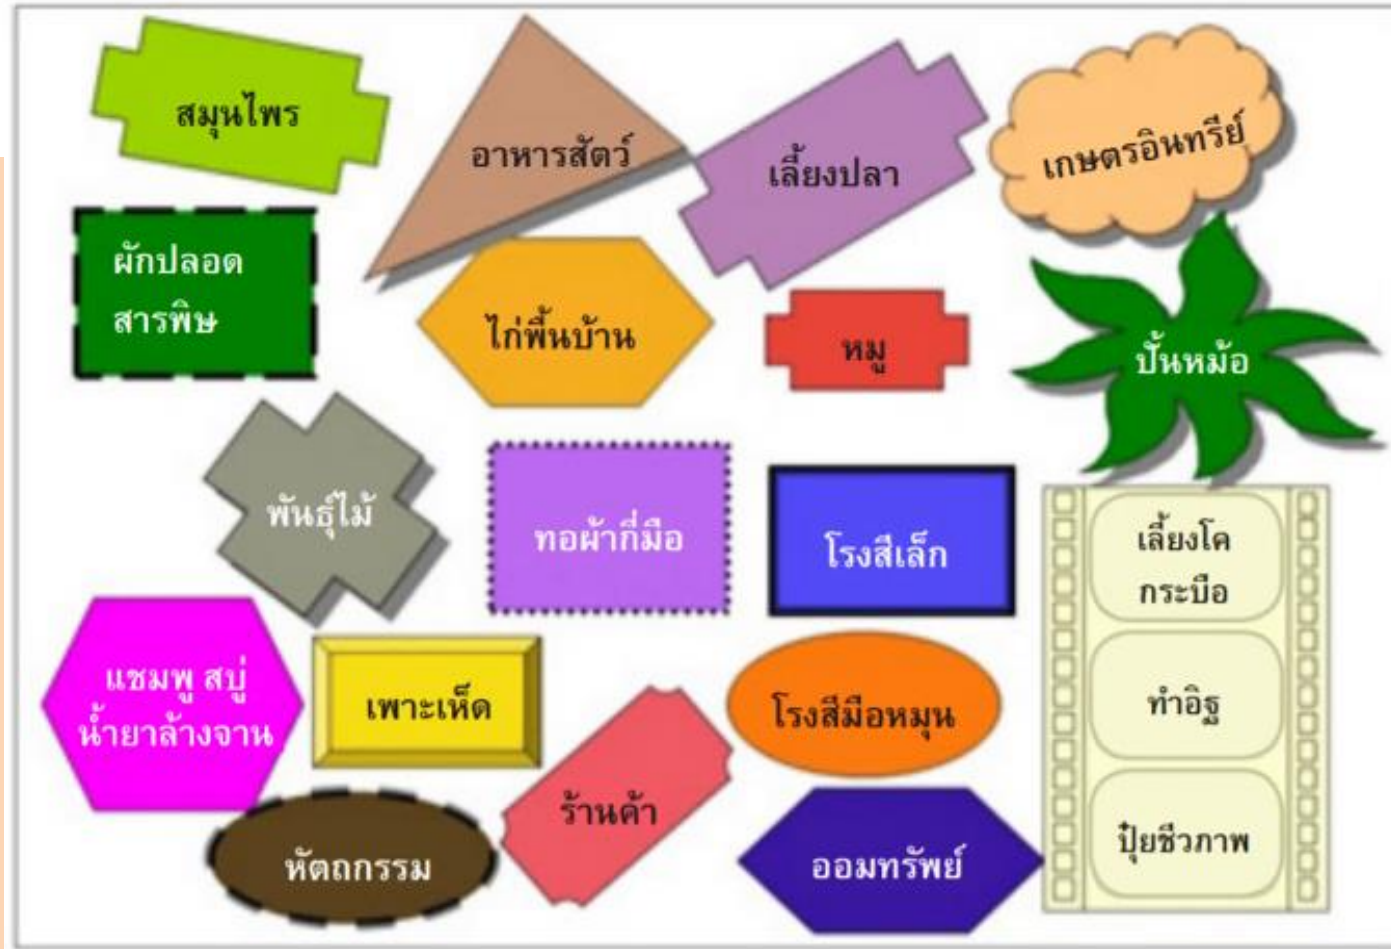 สมุนไพร
อาหารสัตว์
เลี้ยงปลา
เกษตรอินทรีย์
ผักปลอด
สารพิษ
ไก่พื้นบ้าน
หมู
ปั้นหม้อ
พันธุ์ไม้
ทอผ้ากี่มือ
โรงสีเล็ก
เลี้ยงโค
กระบือ
แชมพู สบู่
น้ำยาล้างจาน
เพาะเห็ด
โรงสีมือหมุน
ทำอิฐ
หัตถกรรม
ร้านค้า
ออมทรัพย์
ปุ๋ยชีวภาพ